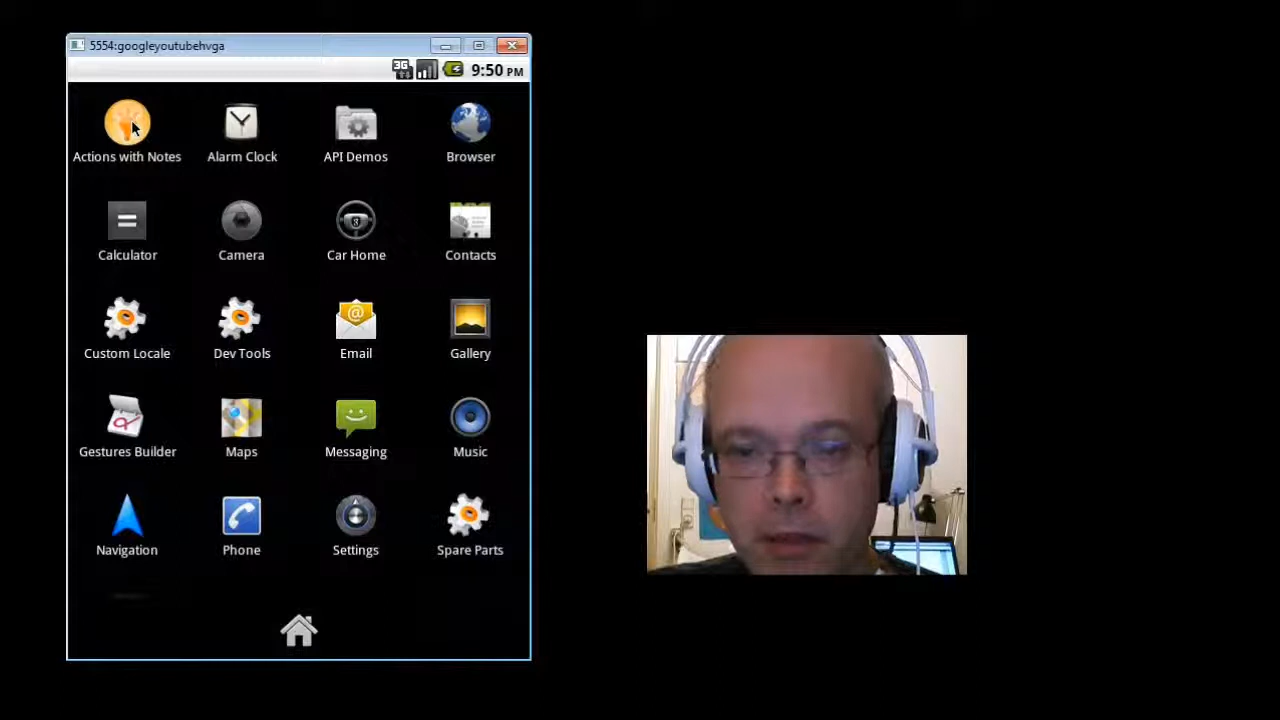 5554:googleyoutubehvga
3G 9:50 PM
Actions with Notes Alarm Clock API Demos Browser
Calculator Camera Car Home Contacts
Custom Locale Dev Tools Email Gallery
Gestures Builder Maps Messaging Music
Navigation Phone Settings Spare Parts